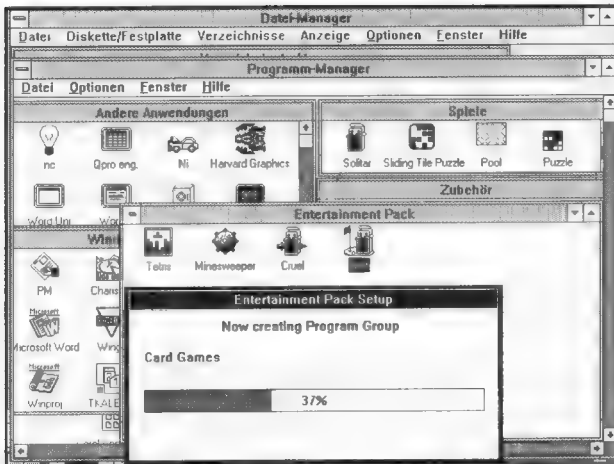 Datei-Manager
Datei Diskette/Festplatte Verzeichnisse Anzeige Optionen Fenster Hilfe
Programm-Manager
Datei Optionen Fenster Hilfe
Andere Anwendungen
nc Qpro eng. Ni Harvard Graphics
Spiele
Solitär Sliding Tile Puzzle Pool Puzzle
Zubehör
Entertainment Pack
Tetris Minesweeper Cruel
PM
Microsoft
Microsoft Word
Microsoft
Winproj
Entertainment Pack Setup
Now creating Program Group
Card Games
37%